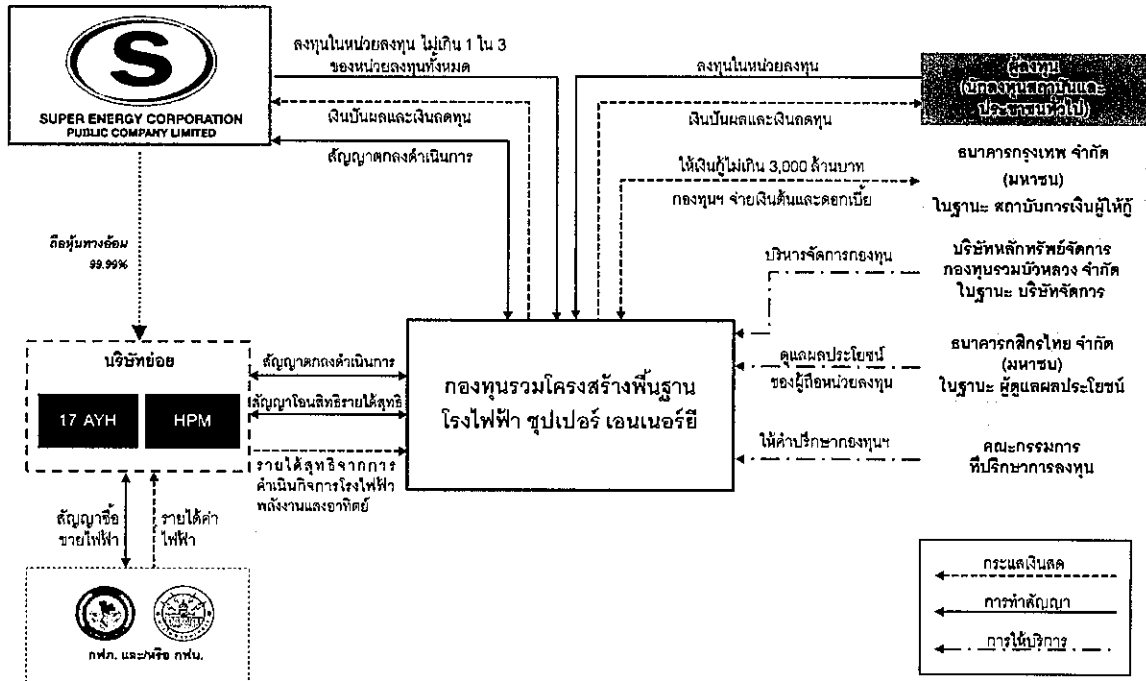 S
SUPER ENERGY CORPORATION
PUBLIC COMPANY LIMITED
ลงทุนในหน่วยลงทุน ไม่เกิน 1 ใน 3
ของหน่วยลงทุนทั้งหมด
เงินปันผลและเงินลดทุน
สัญญาตกลงดำเนินการ
ลงทุนในหน่วยลงทุน
เงินปันผลและเงินลดทุน
ผู้ลงทุน
(นักลงทุนสถาบันและ
ประชาชนทั่วไป)
ให้เงินกู้ไม่เกิน 3,000 ล้านบาท
กองทุนฯ จ่ายเงินต้นและดอกเบี้ย
ธนาคารกรุงเทพ จำกัด
(มหาชน)
ในฐานะ สถาบันการเงินผู้ให้กู้
ถือหุ้นทางอ้อม
99.99%
บริหารจัดการกองทุน
บริษัทหลักทรัพย์จัดการ
กองทุนรวมบัวหลวง จำกัด
ในฐานะ บริษัทจัดการ
บริษัทย่อย
17 AYH
HPM
สัญญาตกลงดำเนินการ
สัญญาโอนสิทธิรายได้สุทธิ
รายได้สุทธิจากการ
ดำเนินกิจการโรงไฟฟ้า
พลังงานแสงอาทิตย์
กองทุนรวมโครงสร้างพื้นฐาน
โรงไฟฟ้า ซุปเปอร์ เอนเนอร์ยี
ดูแลผลประโยชน์
ของผู้ถือหน่วยลงทุน
ธนาคารกสิกรไทย จำกัด
(มหาชน)
ในฐานะ ผู้ดูแลผลประโยชน์
ให้คำปรึกษากองทุนฯ
คณะกรรมการ
ที่ปรึกษาการลงทุน
สัญญาซื้อ
ขายไฟฟ้า
รายได้ค่า
ไฟฟ้า
กฟภ. และ/หรือ กฟน.
กระแสเงินสด
การทำสัญญา
การให้บริการ